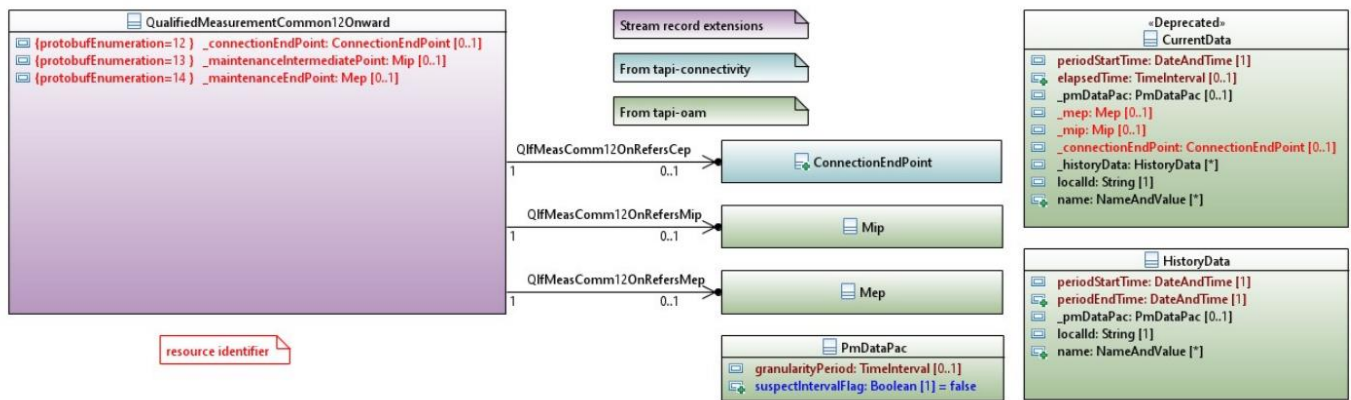 QualifiedMeasurementCommon12Onward
{protobufEnumeration=12 } _connectionEndPoint: ConnectionEndPoint [0..1]
{protobufEnumeration=13 } _maintenanceIntermediatePoint: Mip [0..1]
{protobufEnumeration=14 } _maintenanceEndPoint: Mep [0..1]
Stream record extensions
From tapi-connectivity
From tapi-oam
QlfMeasComm12OnRefersCep
1
0..1
ConnectionEndPoint
QlfMeasComm12OnRefersMip
1
0..1
Mip
QlfMeasComm12OnRefersMep
1
0..1
Mep
resource identifier
PmDataPac
granularityPeriod: TimeInterval [0..1]
suspectIntervalFlag: Boolean [1] = false
«Deprecated»
CurrentData
periodStartTime: DateAndTime [1]
elapsedTime: TimeInterval [0..1]
_pmDataPac: PmDataPac [0..1]
_mep: Mep [0..1]
_mip: Mip [0..1]
_connectionEndPoint: ConnectionEndPoint [0..1]
_historyData: HistoryData [*]
localId: String [1]
name: NameAndValue [*]
HistoryData
periodStartTime: DateAndTime [1]
periodEndTime: DateAndTime [1]
_pmDataPac: PmDataPac [0..1]
localId: String [1]
name: NameAndValue [*]